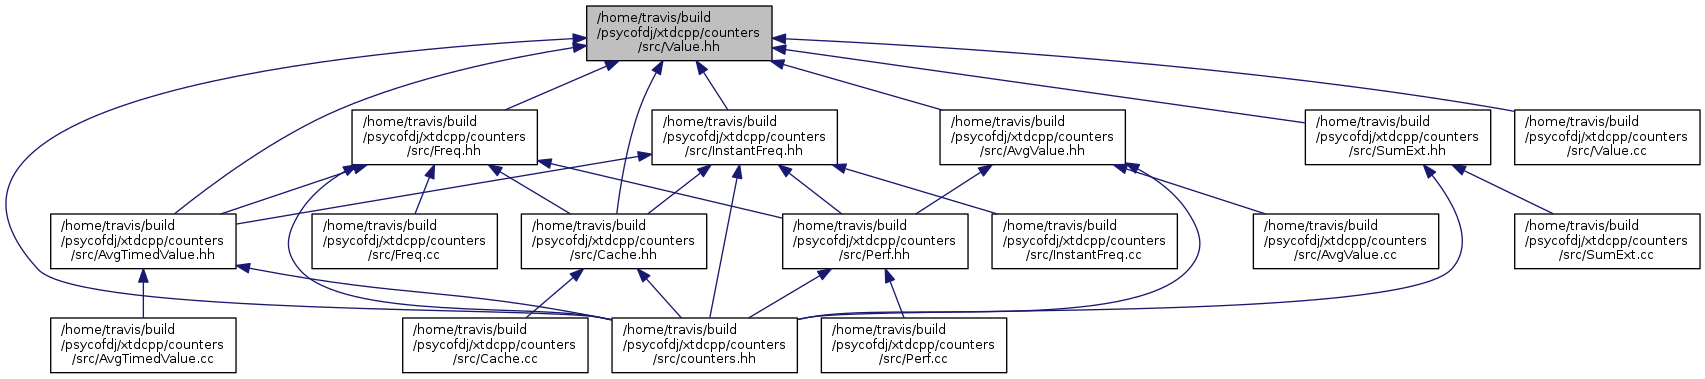 /home/travis/build
/psycofdj/xtdcpp/counters
/src/Value.hh
/home/travis/build
/psycofdj/xtdcpp/counters
/src/Freq.hh
/home/travis/build
/psycofdj/xtdcpp/counters
/src/InstantFreq.hh
/home/travis/build
/psycofdj/xtdcpp/counters
/src/AvgValue.hh
/home/travis/build
/psycofdj/xtdcpp/counters
/src/SumExt.hh
/home/travis/build
/psycofdj/xtdcpp/counters
/src/Value.cc
/home/travis/build
/psycofdj/xtdcpp/counters
/src/AvgTimedValue.hh
/home/travis/build
/psycofdj/xtdcpp/counters
/src/Freq.cc
/home/travis/build
/psycofdj/xtdcpp/counters
/src/Cache.hh
/home/travis/build
/psycofdj/xtdcpp/counters
/src/Perf.hh
/home/travis/build
/psycofdj/xtdcpp/counters
/src/InstantFreq.cc
/home/travis/build
/psycofdj/xtdcpp/counters
/src/AvgValue.cc
/home/travis/build
/psycofdj/xtdcpp/counters
/src/SumExt.cc
/home/travis/build
/psycofdj/xtdcpp/counters
/src/AvgTimedValue.cc
/home/travis/build
/psycofdj/xtdcpp/counters
/src/Cache.cc
/home/travis/build
/psycofdj/xtdcpp/counters
/src/counters.hh
/home/travis/build
/psycofdj/xtdcpp/counters
/src/Perf.cc